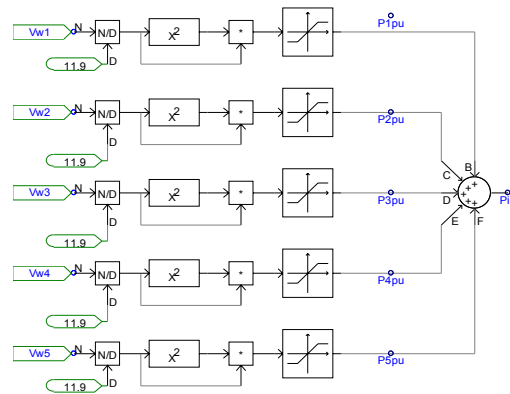 Vw1 N N/D X2 * P1pu
11.9 D
Vw2 N N/D X2 * P2pu
11.9 D
C B
Vw3 N N/D X2 * P3pu D + + + + + Pi
E F
11.9 D
Vw4 N N/D X2 * P4pu
11.9 D
Vw5 N N/D X2 * P5pu
11.9 D